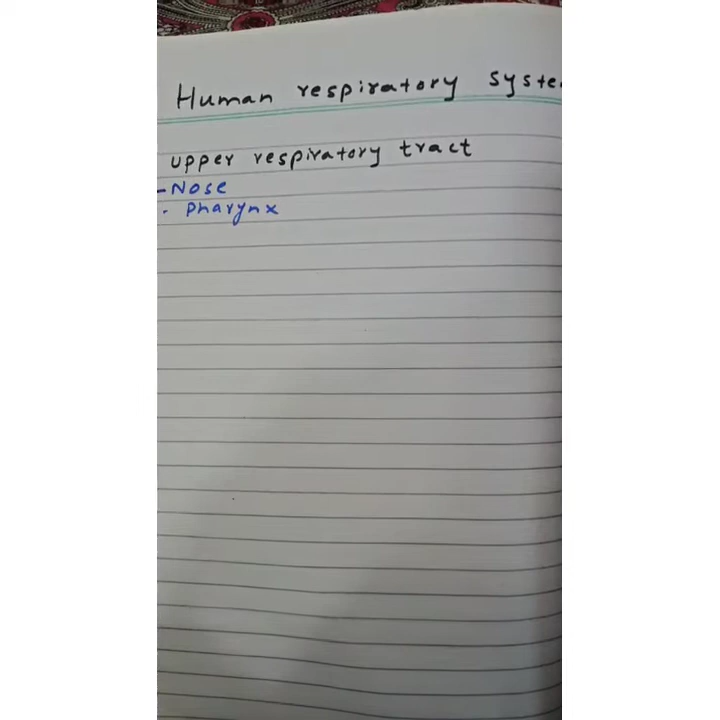 Human respiratory syste
upper respiratory tract
- Nose
- Pharynx